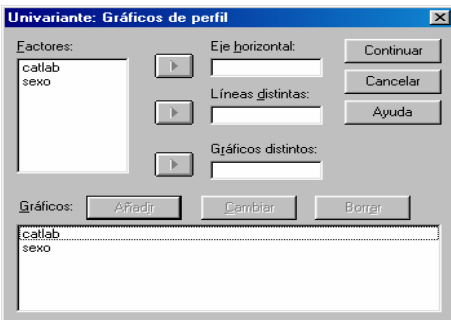 Univariante: Gráficos de perfil
Factores:
catlab
sexo
Eje horizontal:
Líneas distintas:
Gráficos distintos:
Continuar
Cancelar
Ayuda
Gráficos:
Añadir
Cambiar
Borrar
catlab
sexo